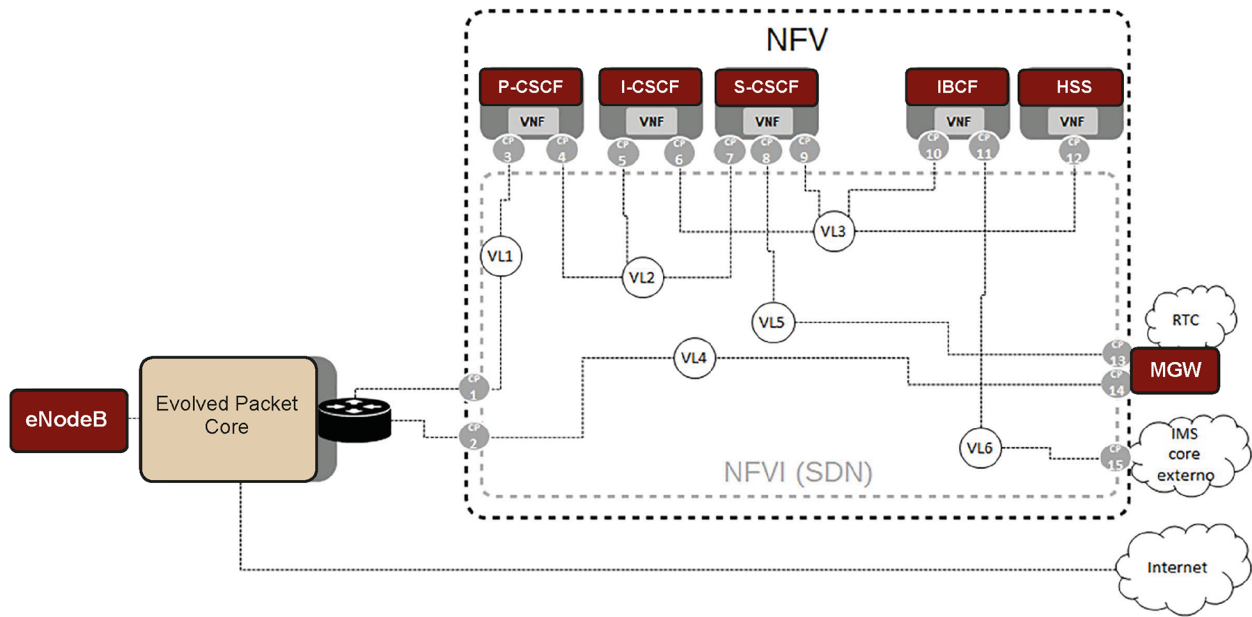 NFV
P-CSCF
I-CSCF
S-CSCF
IBCF
HSS
VNF
VNF
VNF
VNF
VNF
CP
3
CP
4
CP
5
CP
6
CP
7
CP
8
CP
9
CP
10
CP
11
CP
12
VL1
VL2
VL3
VL5
VL4
VL6
RTC
CP
13
MGW
CP
14
CP
1
CP
2
eNodeB
Evolved Packet
Core
CP
15
IMS
core
externo
NFVI (SDN)
Internet